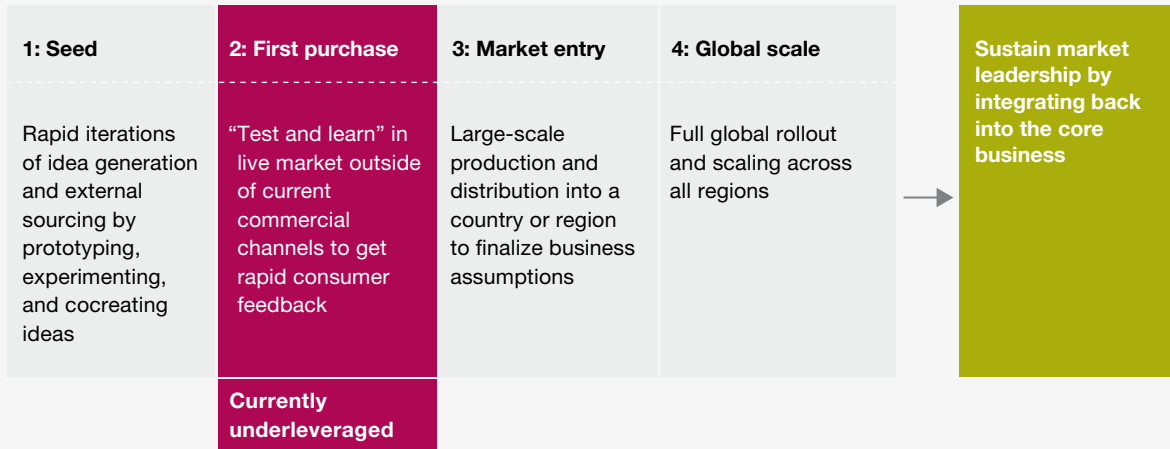 1: Seed
Rapid iterations
of idea generation
and external
sourcing by
prototyping,
experimenting,
and cocreating
ideas
2: First purchase
“Test and learn” in
live market outside
of current
commercial
channels to get
rapid consumer
feedback
Currently
underleveraged
3: Market entry
Large-scale
production and
distribution into a
country or region
to finalize business
assumptions
4: Global scale
Full global rollout
and scaling across
all regions
Sustain market
leadership by
integrating back
into the core
business